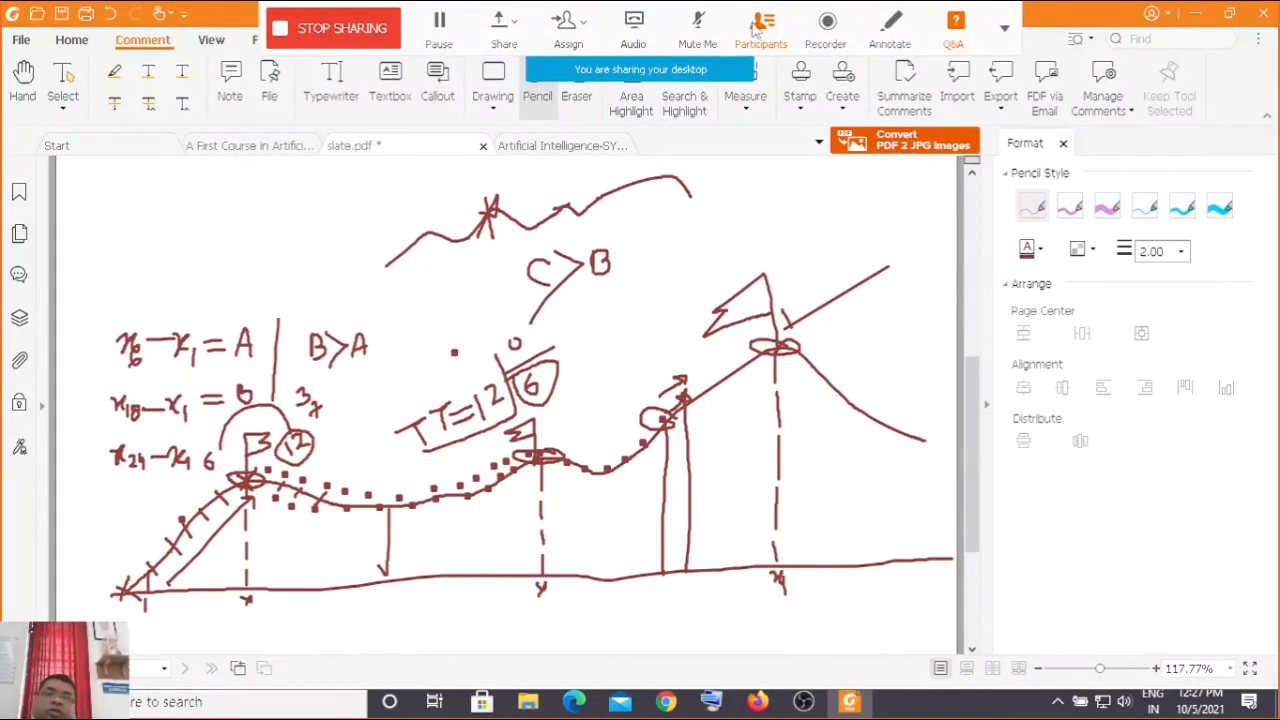 STOP SHARING
Pause
Share
Assign
Audio
Mute Me
Participants
Recorder
Annotate
Q&A
You are sharing your desktop
File
Home
Comment
View
F
Find
Hand
Select
Note
File
Typewriter
Textbox
Callout
Drawing
Pencil
Eraser
Area Highlight
Search & Highlight
Measure
Stamp
Create
Summarize Comments
Import
Export
PDF via Email
Manage Comments
Keep Tool Selected
Start
A First Course in Artifici...
slate.pdf *
Artificial Intelligence-SY...
Convert
PDF 2 JPG Images
Format
Pencil Style
2.00
Arrange
Page Center
Alignment
Distribute
C > B
x6 - x1 = A
B > A
x18 - x1 = B
x24 - x1 6
12
TT=12
6
117.77%
here to search
ENG
IN
12:27 PM
10/5/2021